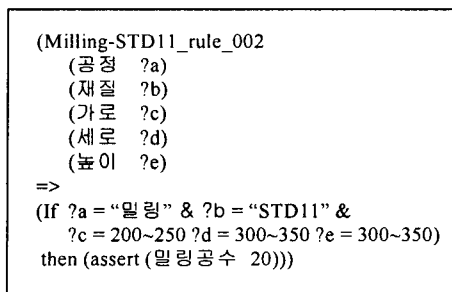 (Milling-STD11_rule_002
(공정 ?a)
(재질 ?b)
(가로 ?c)
(세로 ?d)
(높이 ?e)
=>
(If ?a = “밀링” & ?b = “STD11” &
?c = 200~250 ?d = 300~350 ?e = 300~350)
then (assert (밀링공수 20)))